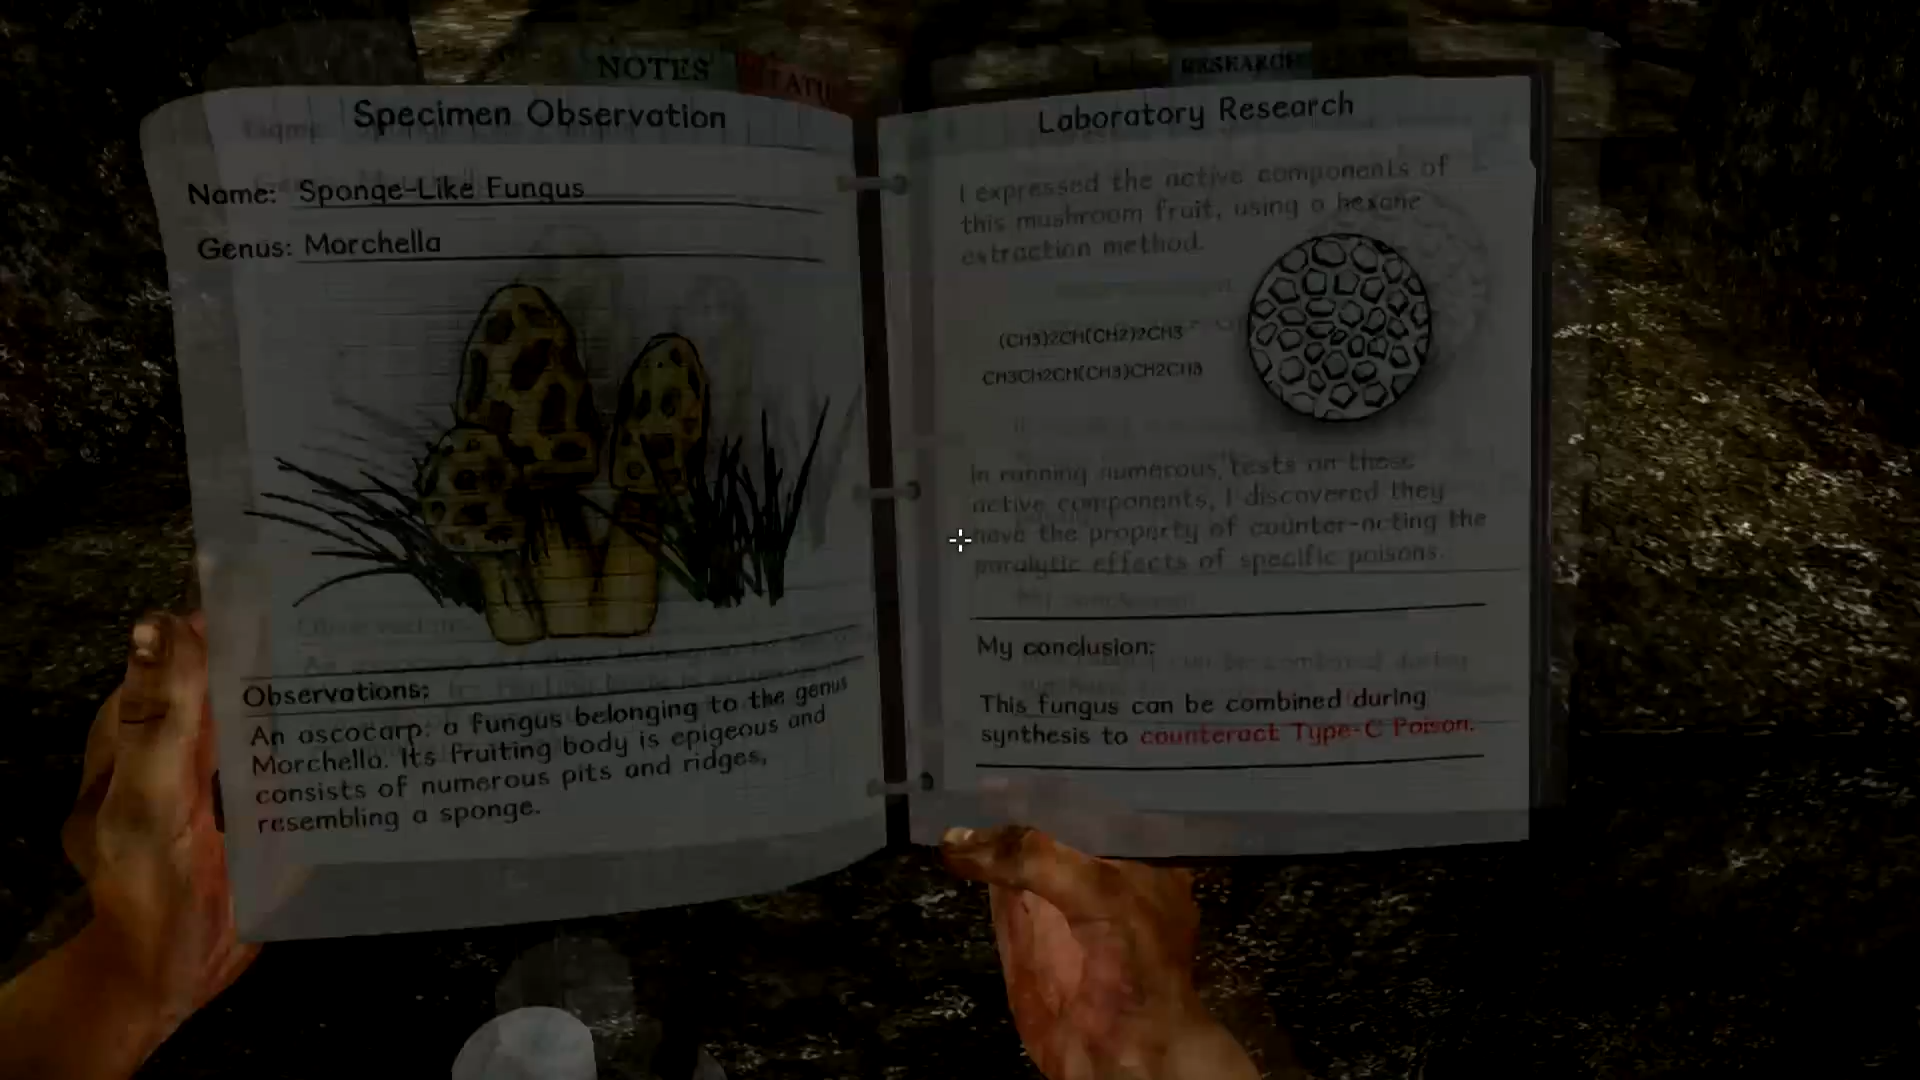 NOTES
RESEARCH
Specimen Observation
Name: Sponge-Like Fungus
Genus: Morchella
Observations:
An ascocarp: a fungus belonging to the genus
Morchella. Its fruiting body is epigeous and
consists of numerous pits and ridges,
resembling a sponge.
Laboratory Research
I expressed the active components of
this mushroom fruit, using a hexane
extraction method.
(CH3)2CH(CH2)2CH3
CH3CH2CH(CH3)CH2CH3
In running numerous tests on these
active components, I discovered they
have the property of counter-acting the
paralytic effects of specific poisons.
My conclusion:
This fungus can be combined during
synthesis to counteract Type-C Poison.